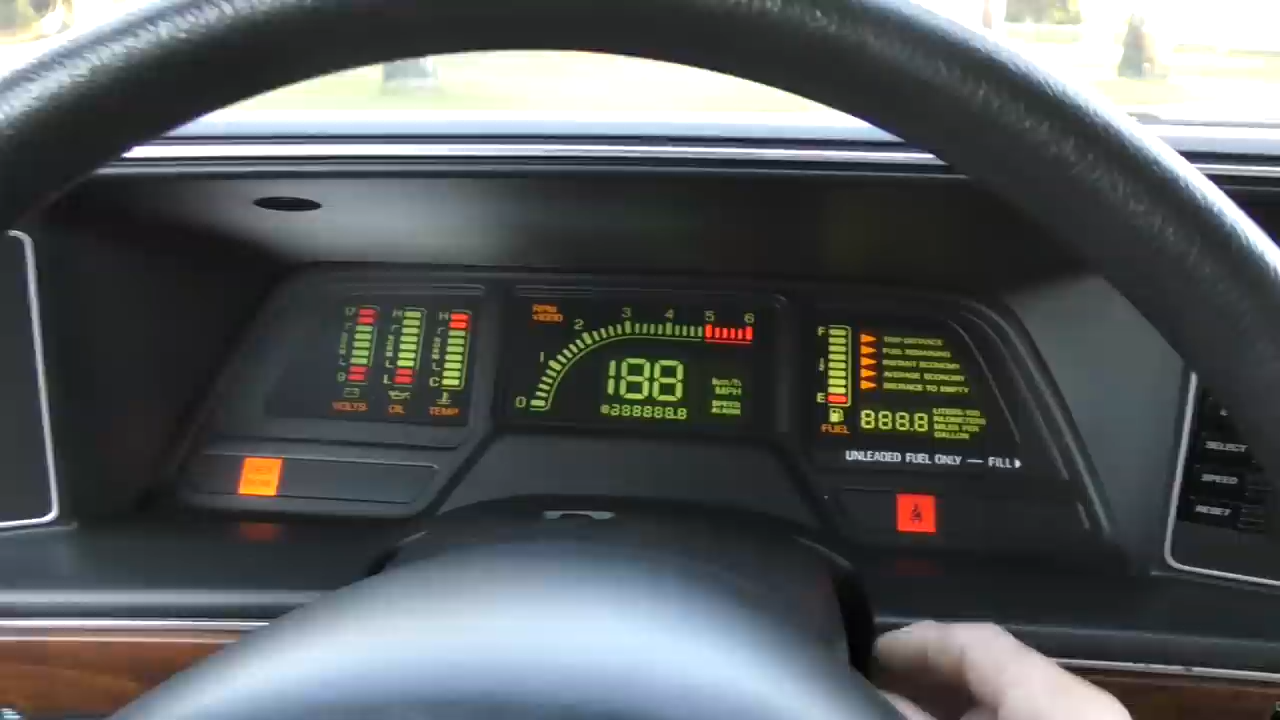 H
H
VOLTS
L
OIL
C
TEMP
RPM
X1000
0
1
2
3
4
5
6
188
888888.8
km/h
MPH
SPEED
ALARM
F
E
FUEL
TRIP DISTANCE
FUEL REMAINING
INSTANT ECONOMY
AVERAGE ECONOMY
DISTANCE TO EMPTY
888.8
LITERS/100
KILOMETERS
MILES PER
GALLON
UNLEADED FUEL ONLY — FILL
SELECT
SPEED
RESET